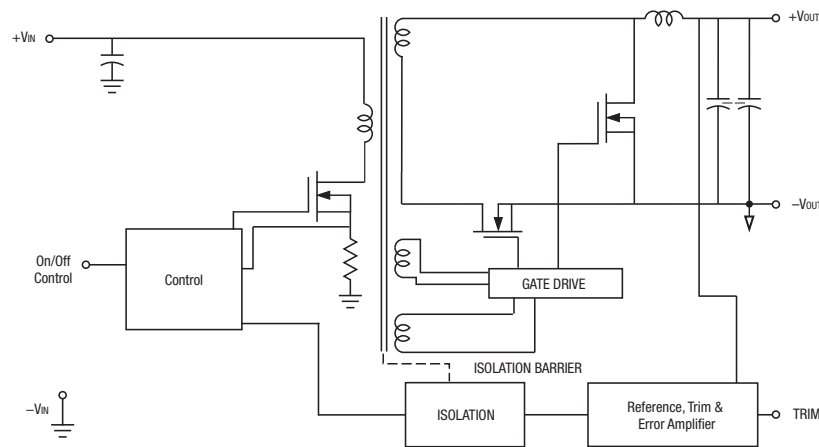 +VOUT
+VIN
−VOUT
On/Off
Control
Control
GATE DRIVE
ISOLATION BARRIER
−VIN
ISOLATION
Reference, Trim &
Error Amplifier
TRIM